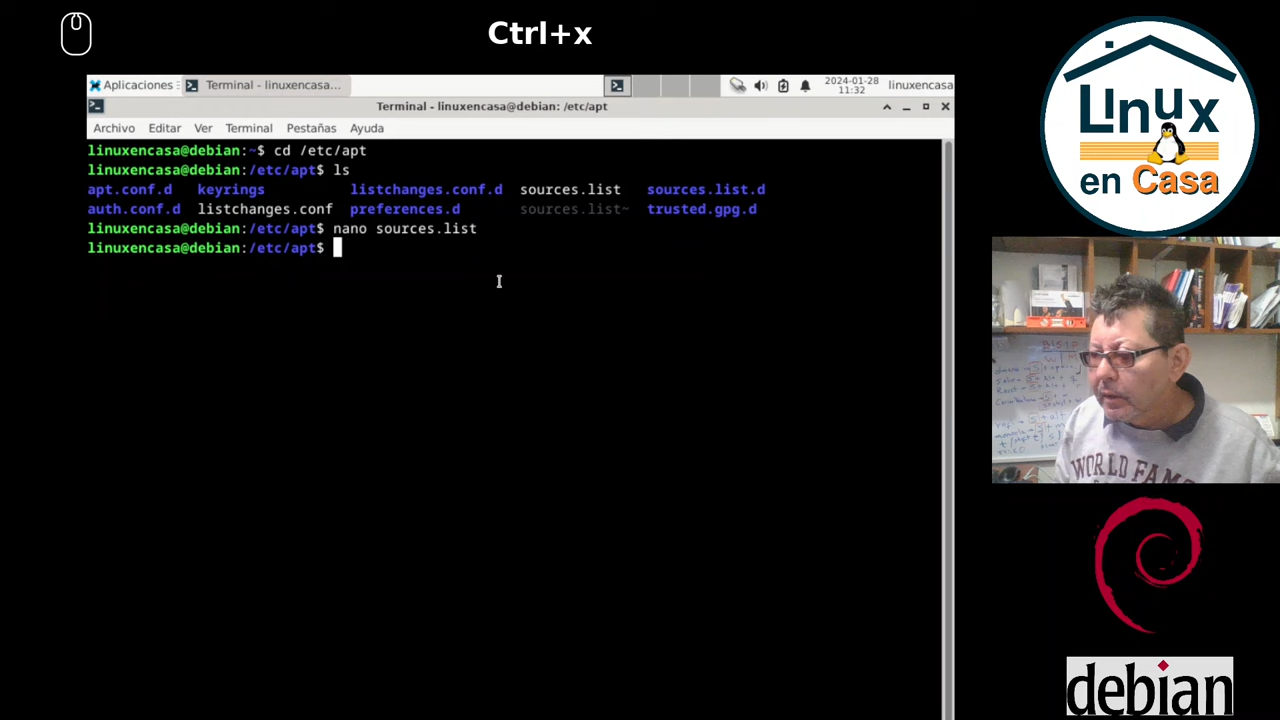 Ctrl+x
Aplicaciones
Terminal - linuxencasa...
2024-01-28
11:32
linuxencasa
Terminal - linuxencasa@debian: /etc/apt
Archivo Editar Ver Terminal Pestañas Ayuda
linuxencasa@debian:~$ cd /etc/apt
linuxencasa@debian:/etc/apt$ ls
apt.conf.d keyrings listchanges.conf.d sources.list sources.list.d
auth.conf.d listchanges.conf preferences.d sources.list~ trusted.gpg.d
linuxencasa@debian:/etc/apt$ nano sources.list
linuxencasa@debian:/etc/apt$
Linux
en Casa
WORLD FAM
debian